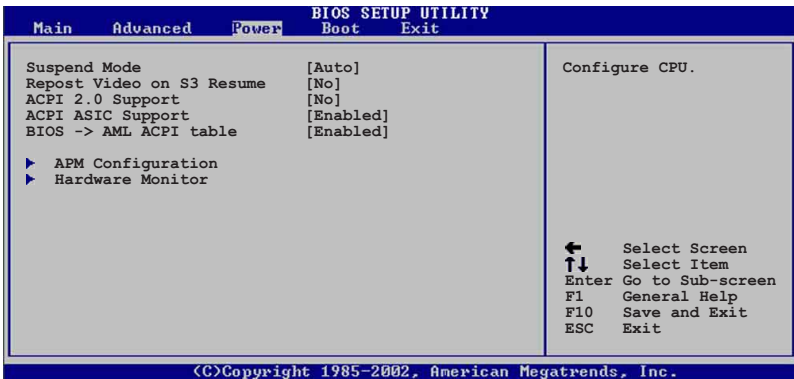 BIOS SETUP UTILITY
Main Advanced Power Boot Exit
Suspend Mode [Auto]
Repost Video on S3 Resume [No]
ACPI 2.0 Support [No]
ACPI ASIC Support [Enabled]
BIOS -> AML ACPI table [Enabled]
APM Configuration
Hardware Monitor
Configure CPU.
← Select Screen
↑↓ Select Item
Enter Go to Sub-screen
F1 General Help
F10 Save and Exit
ESC Exit
(C)Copyright 1985-2002, American Megatrends, Inc.